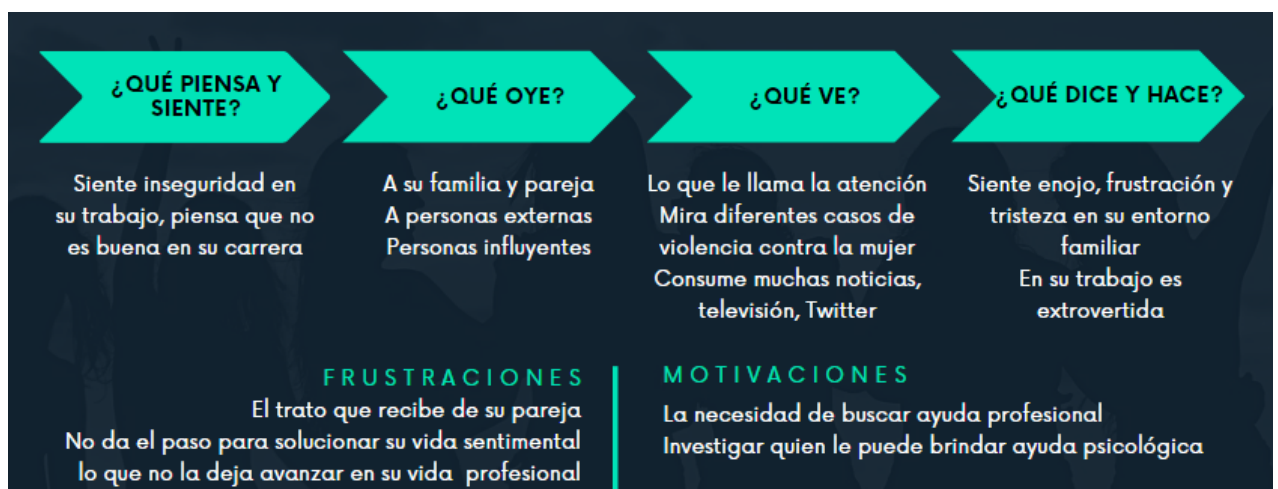 ¿QUÉ PIENSA Y
SIENTE?
¿QUÉ OYE?
¿QUÉ VE?
¿QUÉ DICE Y HACE?
Siente inseguridad en
su trabajo, piensa que no
es buena en su carrera
A su familia y pareja
A personas externas
Personas influyentes
Lo que le llama la atención
Mira diferentes casos de
violencia contra la mujer
Consume muchas noticias,
televisión, Twitter
Siente enojo, frustración y
tristeza en su entorno
familiar
En su trabajo es
extrovertida
FRUSTRACIONES
El trato que recibe de su pareja
No da el paso para solucionar su vida sentimental
lo que no la deja avanzar en su vida profesional
MOTIVACIONES
La necesidad de buscar ayuda profesional
Investigar quien le puede brindar ayuda psicológica